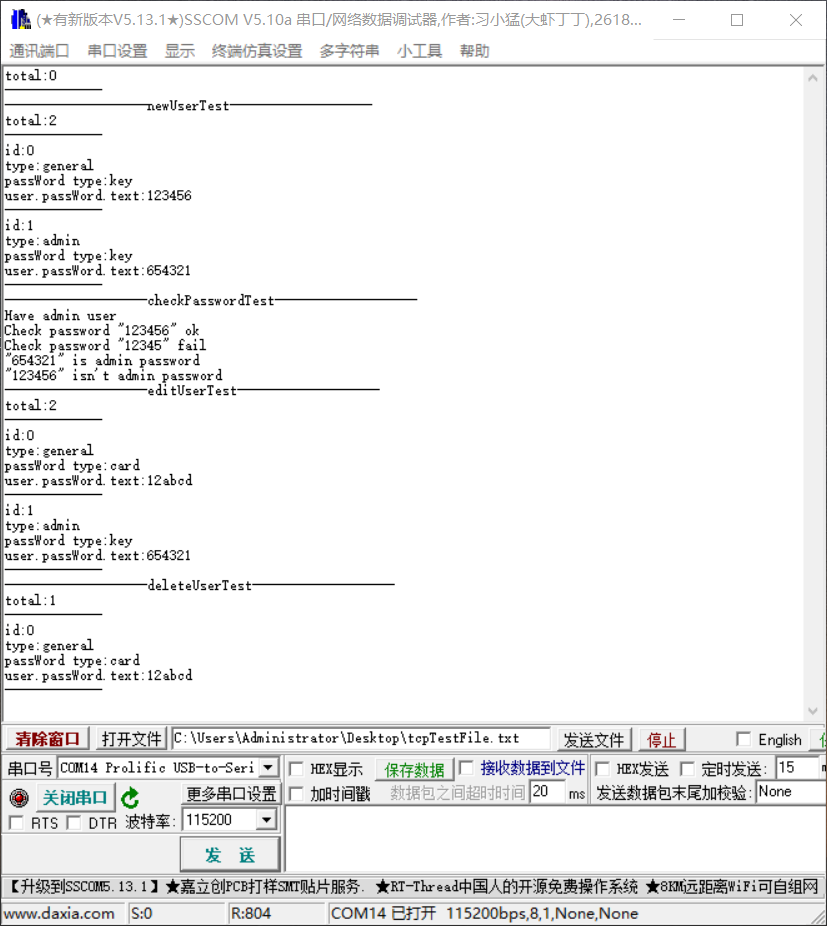 (★有新版本V5.13.1★)SSCOM V5.10a 串口/网络数据调试器,作者:习小猛(大虾丁丁),2618...
通讯端口 串口设置 显示 终端仿真设置 多字符串 小工具 帮助
total:0
newUserTest
total:2
id:0
type:general
passWord type:key
user.passWord.text:123456
id:1
type:admin
passWord type:key
user.passWord.text:654321
checkPasswordTest
Have admin user
Check password "123456" ok
Check password "12345" fail
"654321" is admin password
"123456" isn't admin password
editUserTest
total:2
id:0
type:general
passWord type:card
user.passWord.text:12abcd
id:1
type:admin
passWord type:key
user.passWord.text:654321
deleteUserTest
total:1
id:0
type:general
passWord type:card
user.passWord.text:12abcd
清除窗口 打开文件 C:\Users\Administrator\Desktop\tcpTestFile.txt 发送文件 停止 English
串口号 COM14 Prolific USB-to-Seri HEX显示 保存数据 接收数据到文件 HEX发送 定时发送: 15
关闭串口 更多串口设置 加时间戳 数据包之间超时时间 20 ms 发送数据包末尾加校验: None
RTS DTR 波特率: 115200
发 送
【升级到SSCOM5.13.1】★嘉立创PCB打样SMT贴片服务. ★RT-Thread中国人的开源免费操作系统 ★8KM远距离WiFi可自组网
www.daxia.com S:0 R:804 COM14 已打开 115200bps,8,1,None,None